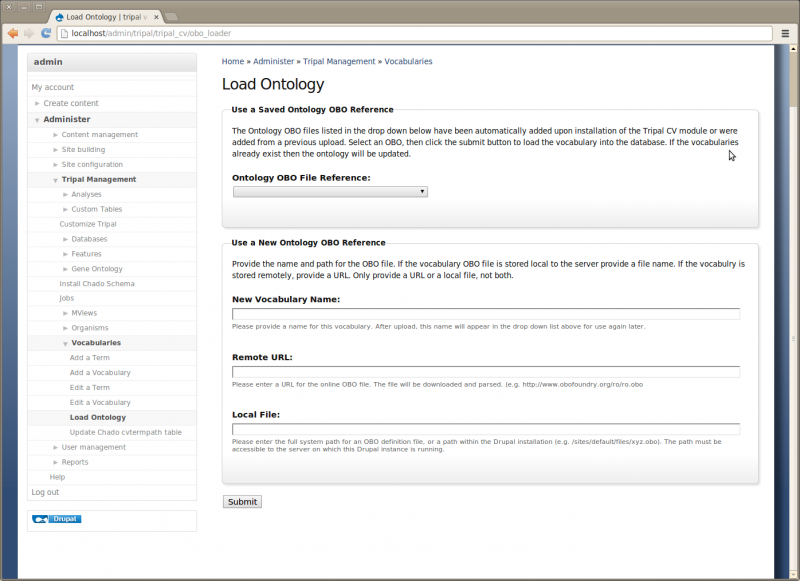 Load Ontology | tripal
localhost/admin/tripal/tripal_cv/obo_loader
admin
My account
Create content
Administer
Content management
Site building
Site configuration
Tripal Management
Analyses
Custom Tables
Customize Tripal
Databases
Features
Gene Ontology
Install Chado Schema
Jobs
MViews
Organisms
Vocabularies
Add a Term
Add a Vocabulary
Edit a Term
Edit a Vocabulary
Load Ontology
Update Chado cvtermpath table
User management
Reports
Help
Log out
Drupal
Home » Administer » Tripal Management » Vocabularies
Load Ontology
Use a Saved Ontology OBO Reference
The Ontology OBO files listed in the drop down below have been automatically added upon installation of the Tripal CV module or were
added from a previous upload. Select an OBO, then click the submit button to load the vocabulary into the database. If the vocabularies
already exist then the ontology will be updated.
Ontology OBO File Reference:
Use a New Ontology OBO Reference
Provide the name and path for the OBO file. If the vocabulary OBO file is stored local to the server provide a file name. If the vocabulry is
stored remotely, provide a URL. Only provide a URL or a local file, not both.
New Vocabulary Name:
Please provide a name for this vocabulary. After upload, this name will appear in the drop down list above for use again later.
Remote URL:
Please enter a URL for the online OBO file. The file will be downloaded and parsed. (e.g. http://www.obofoundry.org/ro/ro.obo
Local File:
Please enter the full system path for an OBO definition file, or a path within the Drupal installation (e.g. /sites/default/files/xyz.obo). The path must be
accessible to the server on which this Drupal instance is running.
Submit